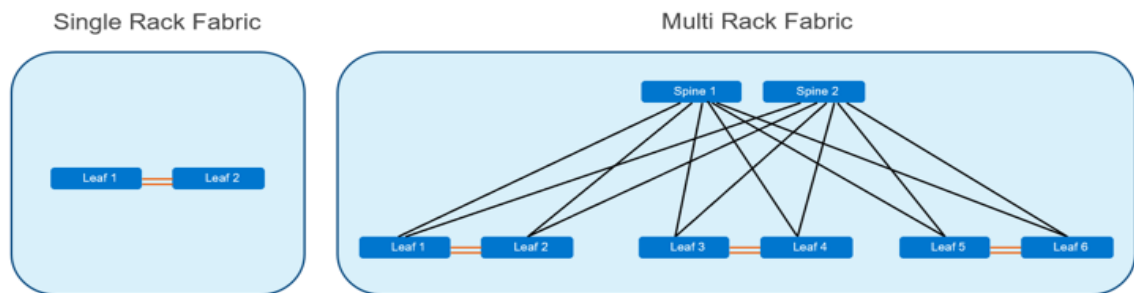 Single Rack Fabric
Multi Rack Fabric
Leaf 1
Leaf 2
Spine 1
Spine 2
Leaf 1
Leaf 2
Leaf 3
Leaf 4
Leaf 5
Leaf 6